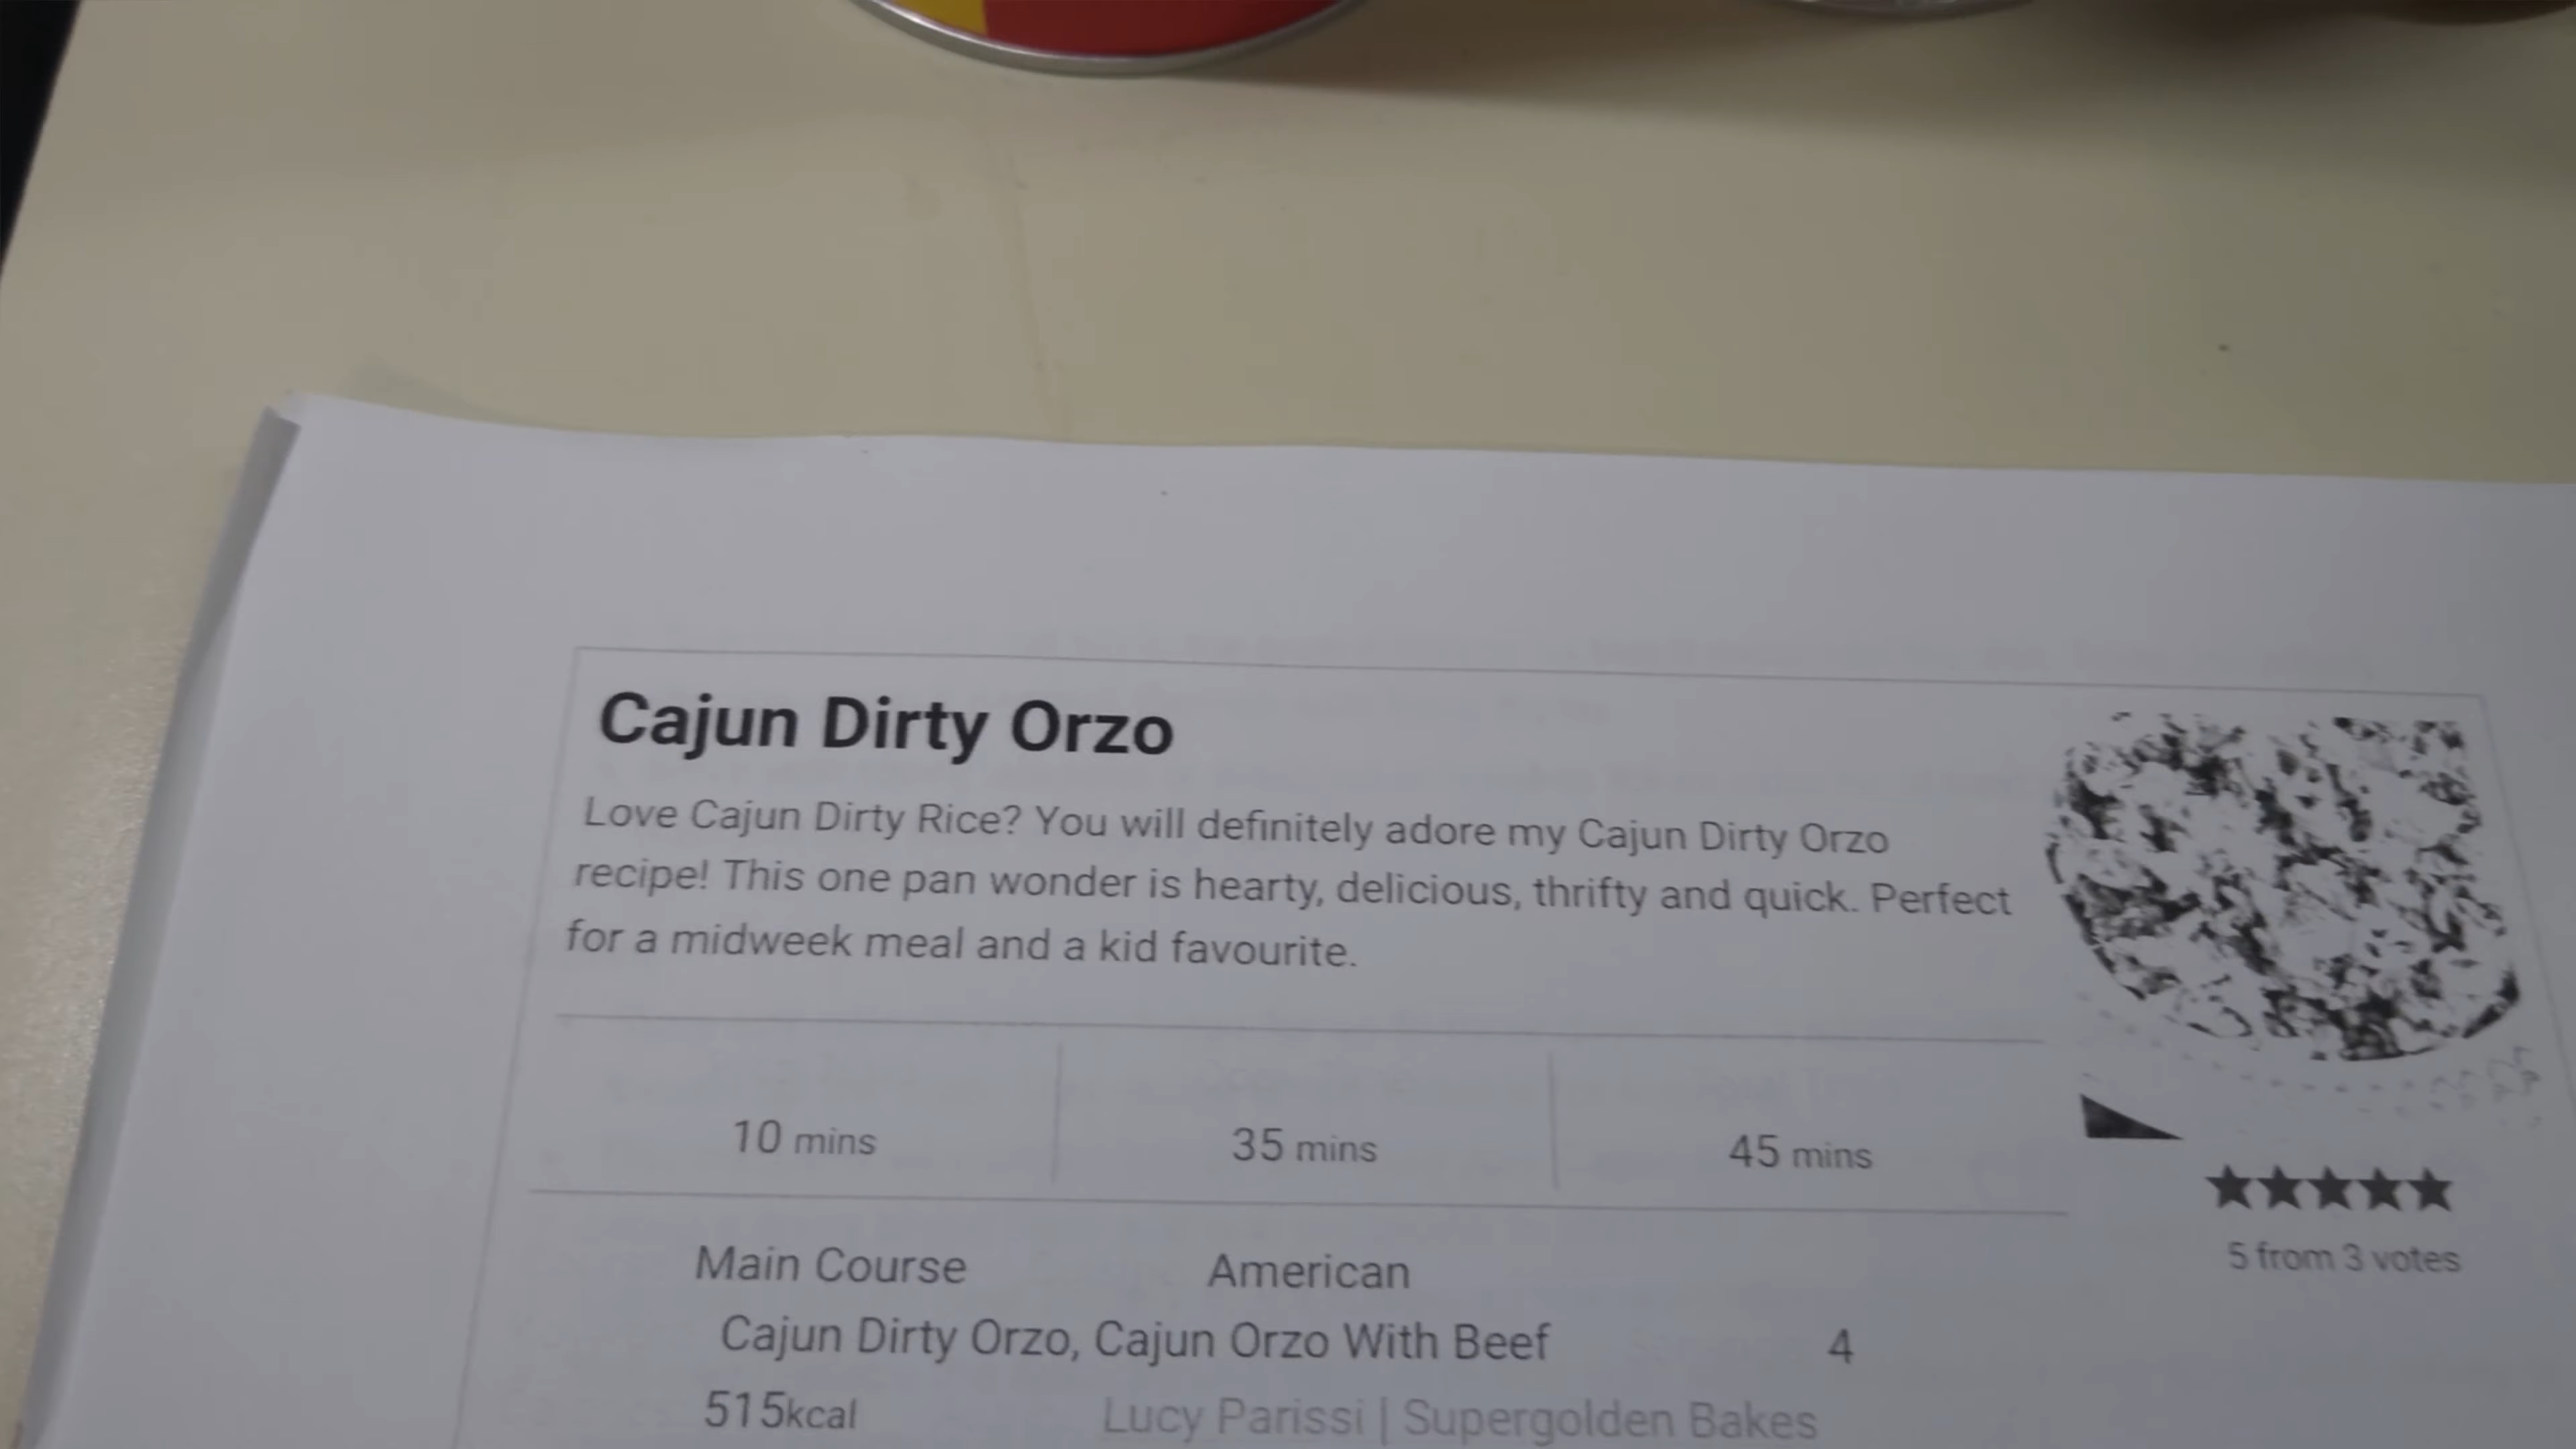 Cajun Dirty Orzo
Love Cajun Dirty Rice? You will definitely adore my Cajun Dirty Orzo
recipe! This one pan wonder is hearty, delicious, thrifty and quick. Perfect
for a midweek meal and a kid favourite.
10 mins 35 mins 45 mins
★★★★★
5 from 3 votes
Main Course American
Cajun Dirty Orzo, Cajun Orzo With Beef 4
515kcal Lucy Parissi | Supergolden Bakes